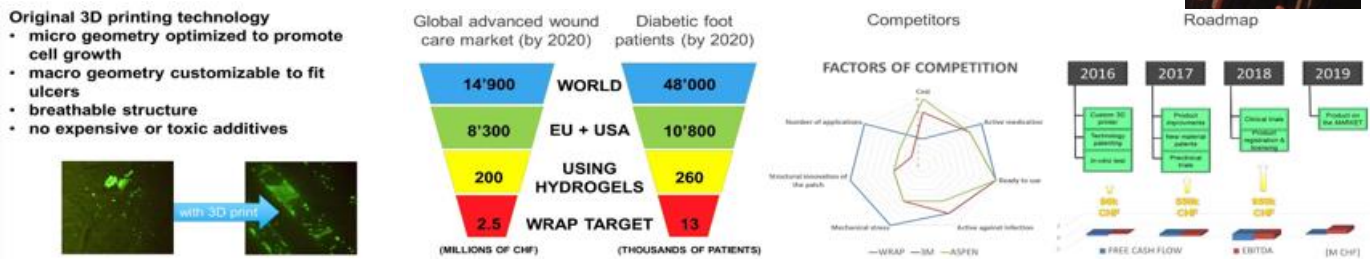 Original 3D printing technology
• micro geometry optimized to promote
cell growth
• macro geometry customizable to fit
ulcers
• breathable structure
• no expensive or toxic additives
with 3D print
Global advanced wound
care market (by 2020)
Diabetic foot
patients (by 2020)
14'900 WORLD 48'000
8'300 EU + USA 10'800
200 USING
HYDROGELS 260
2.5 WRAP TARGET 13
(MILLIONS OF CHF)
(THOUSANDS OF PATIENTS)
Competitors
FACTORS OF COMPETITION
Cost
Number of applications
Active medication
Structural innovation of
the patch
Ready to use
Mechanical stress
Active against infection
WRAP 3M ASPEN
Roadmap
2016 2017 2018 2019
Custom 3D
printer
Technology
patenting
In-vitro test
Product
improvments
New material
patents
Preclinical
trials
Clinical trials
Product
registration &
licensing
Product on
the MARKET
CHF
CHF
CHF
FREE CASH FLOW EBITDA (M CHF)